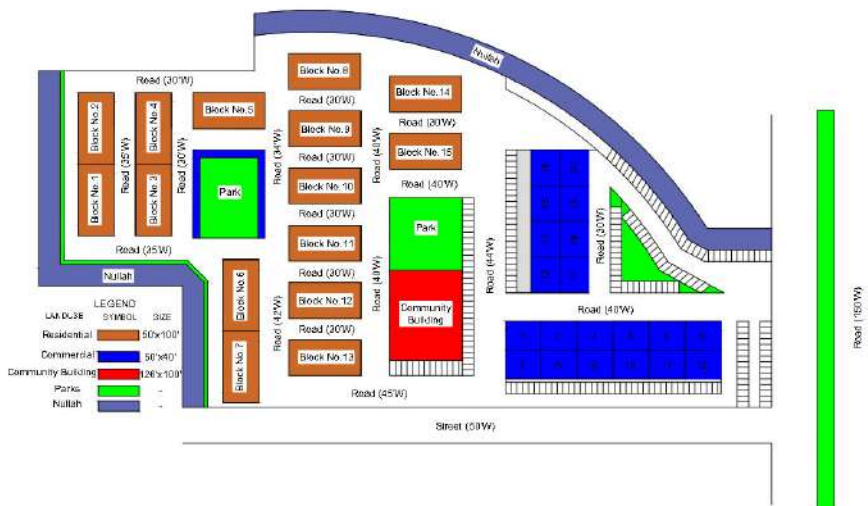 Nullah
Road (30'W)
Block No.8
Block No.14
Road (30'W)
Block No.2
Block No.4
Block No.5
Road (35'W)
Road (30'W)
Road (34'W)
Block No.9
Road (40'W)
Road (30'W)
Block No.15
Road (30'W)
Block No.1
Block No.3
Park
Block No.10
Road (40'W)
Road (30'W)
Park
Road (44'W)
Road (30'W)
Road (35'W)
Block No.11
Nullah
Road (30'W)
Block No.6
Road (42'W)
Block No.12
Road (40'W)
Community
Building
Road (40'W)
Road (30'W)
Block No.7
Block No.13
Road (45'W)
Road (150'W)
LEGEND
LANDUSE SYMBOL SIZE
Residential 50'x100'
Commercial 50'x40'
Community Building 126'x100'
Parks -
Nullah -